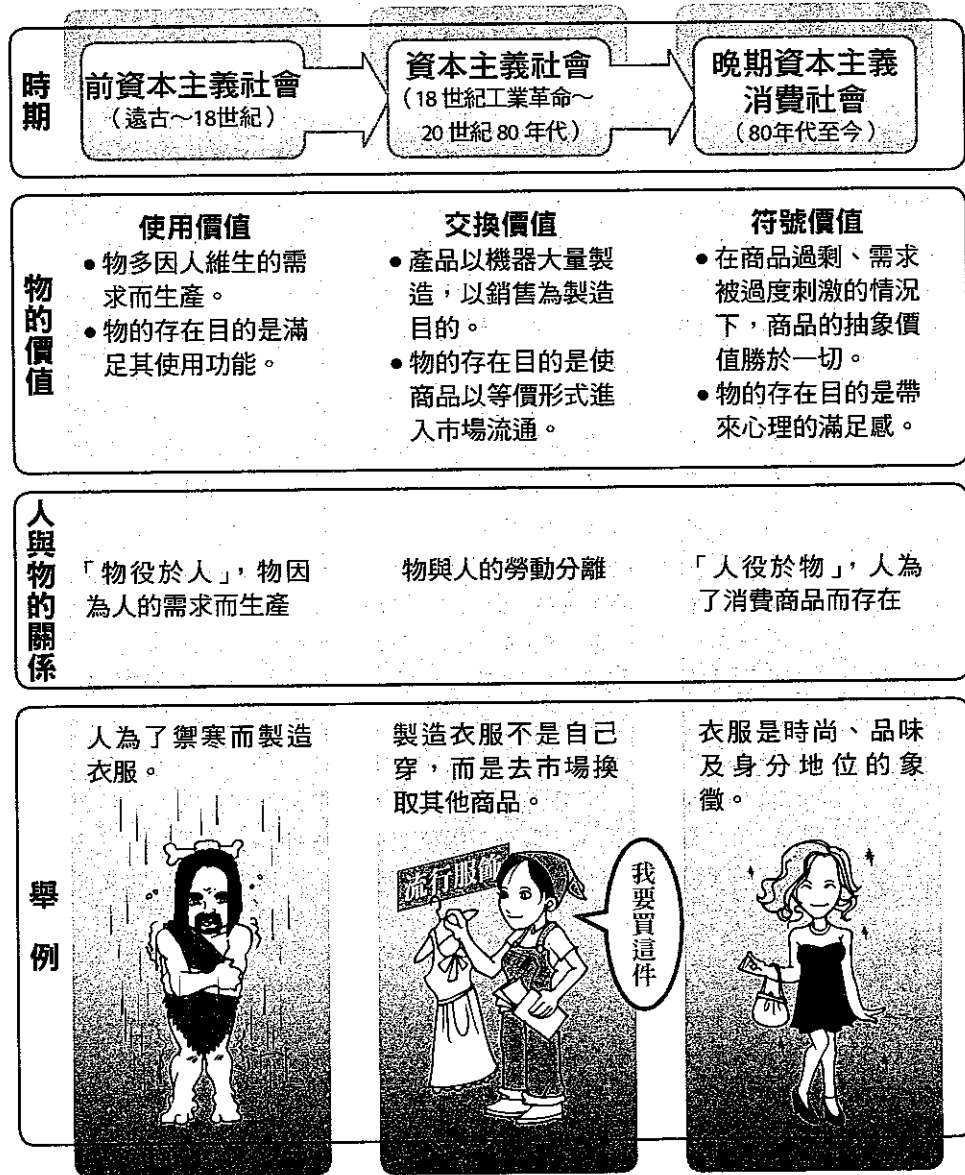 時期
前資本主義社會
（遠古～18世紀）
資本主義社會
（18 世紀工業革命～
20 世紀 80 年代）
晚期資本主義
消費社會
（80年代至今）
物的價值
使用價值
●物多因人維生的需
求而生產。
●物的存在目的是滿
足其使用功能。
交換價值
●產品以機器大量製
造，以銷售為製造
目的。
●物的存在目的是使
商品以等價形式進
入市場流通。
符號價值
●在商品過剩、需求
被過度刺激的情況
下，商品的抽象價
值勝於一切。
●物的存在目的是帶
來心理的滿足感。
人與物的關係
「物役於人」，物因
為人的需求而生產
物與人的勞動分離
「人役於物」，人為
了消費商品而存在
舉例
人為了禦寒而製造
衣服。
製造衣服不是自己
穿，而是去市場換
取其他商品。
流行服飾
我要買這件
衣服是時尚、品味
及身分地位的象
徵。